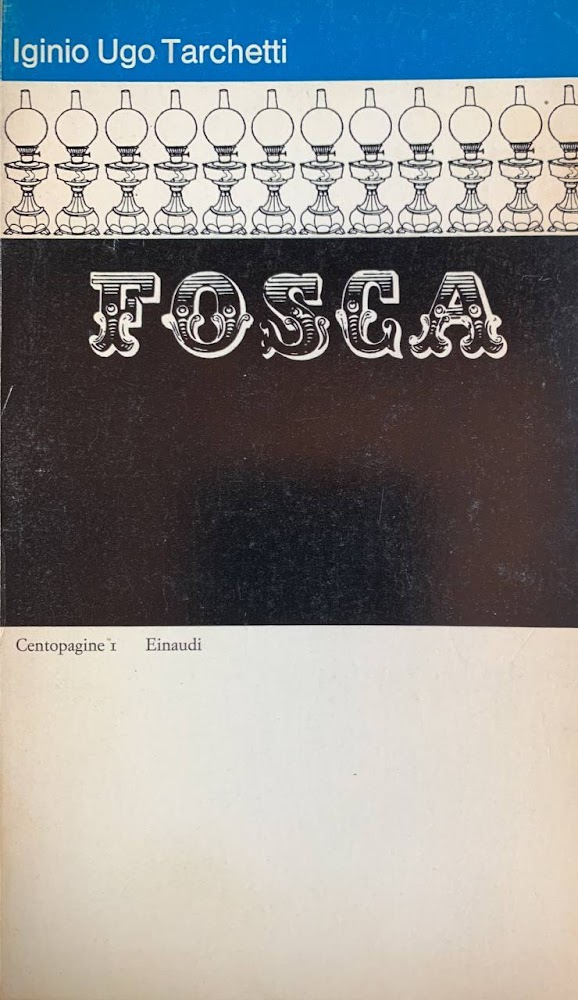 Iginio Ugo Tarchetti
FOSCA
Centopagine 1 Einaudi